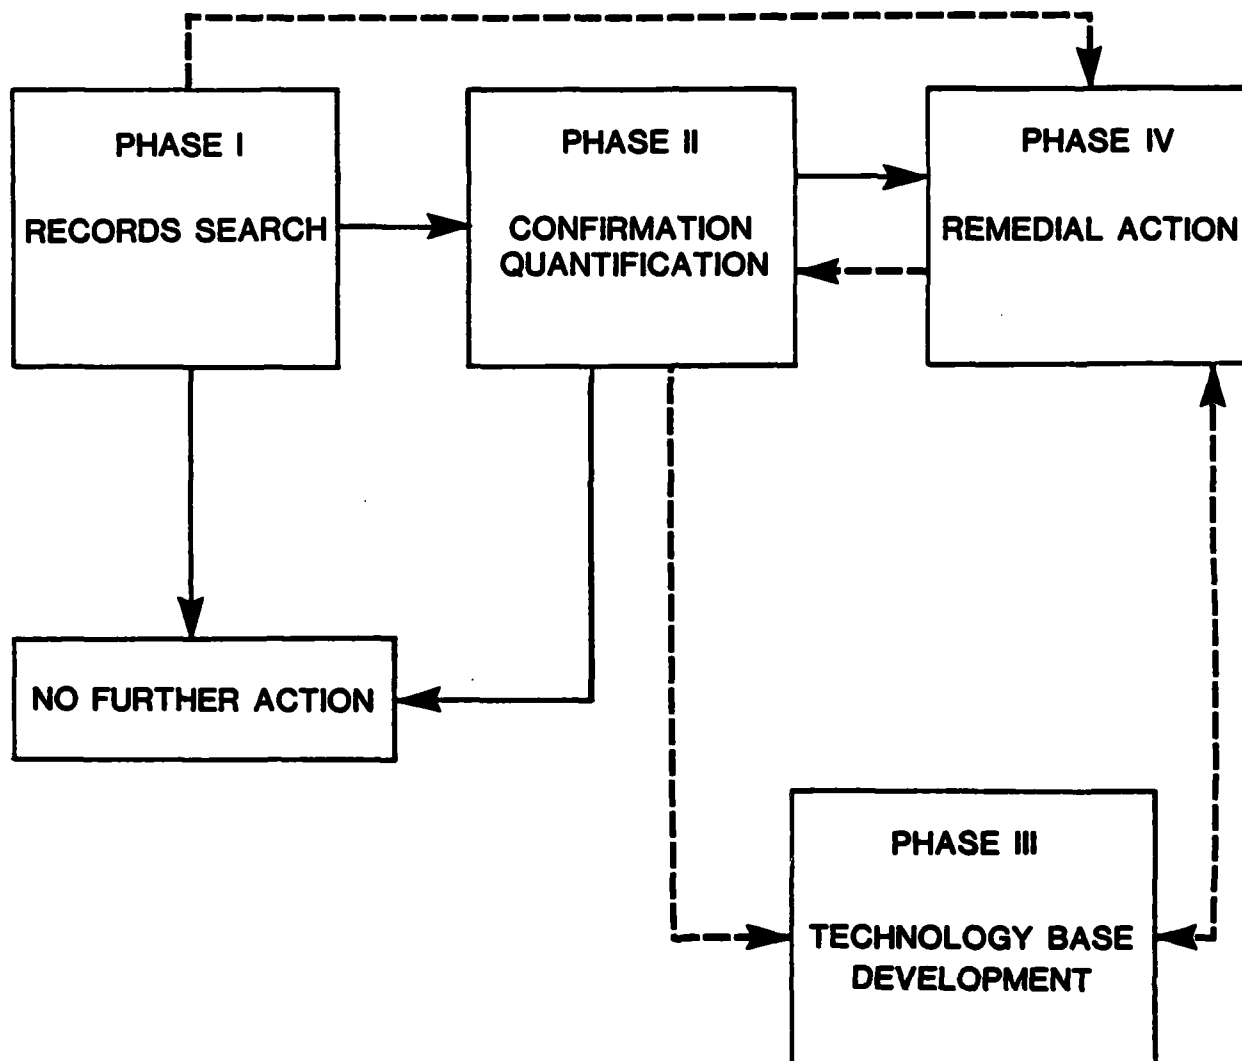 PHASE I
RECORDS SEARCH
PHASE II
CONFIRMATION
QUANTIFICATION
PHASE IV
REMEDIAL ACTION
NO FURTHER ACTION
PHASE III
TECHNOLOGY BASE
DEVELOPMENT